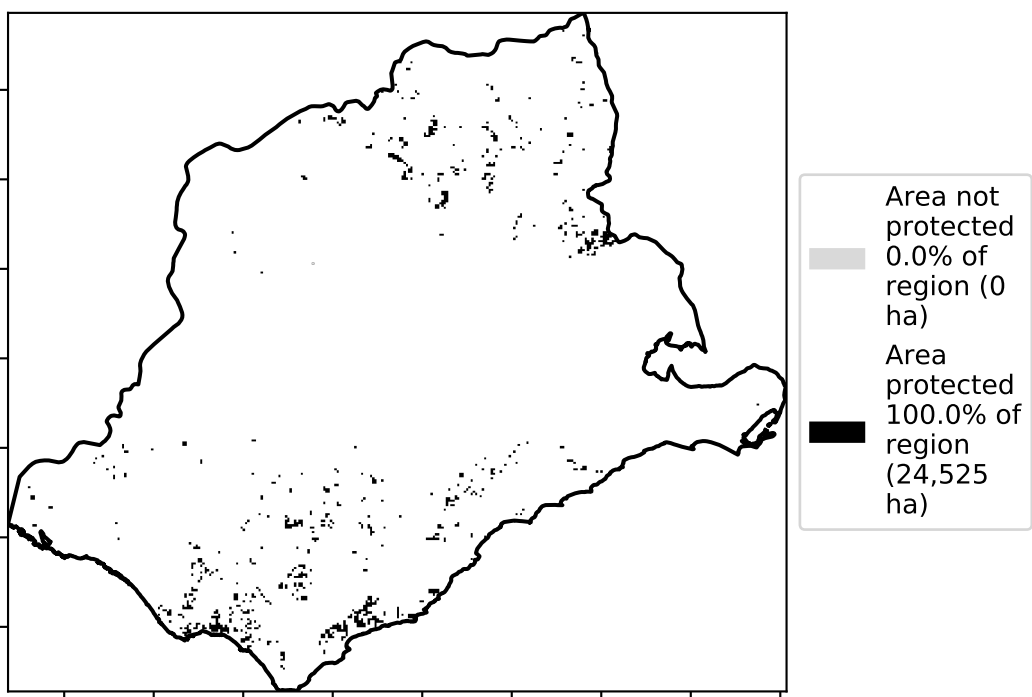 Area not
protected
0.0% of
region (0
ha)
Area
protected
100.0% of
region
(24,525
ha)